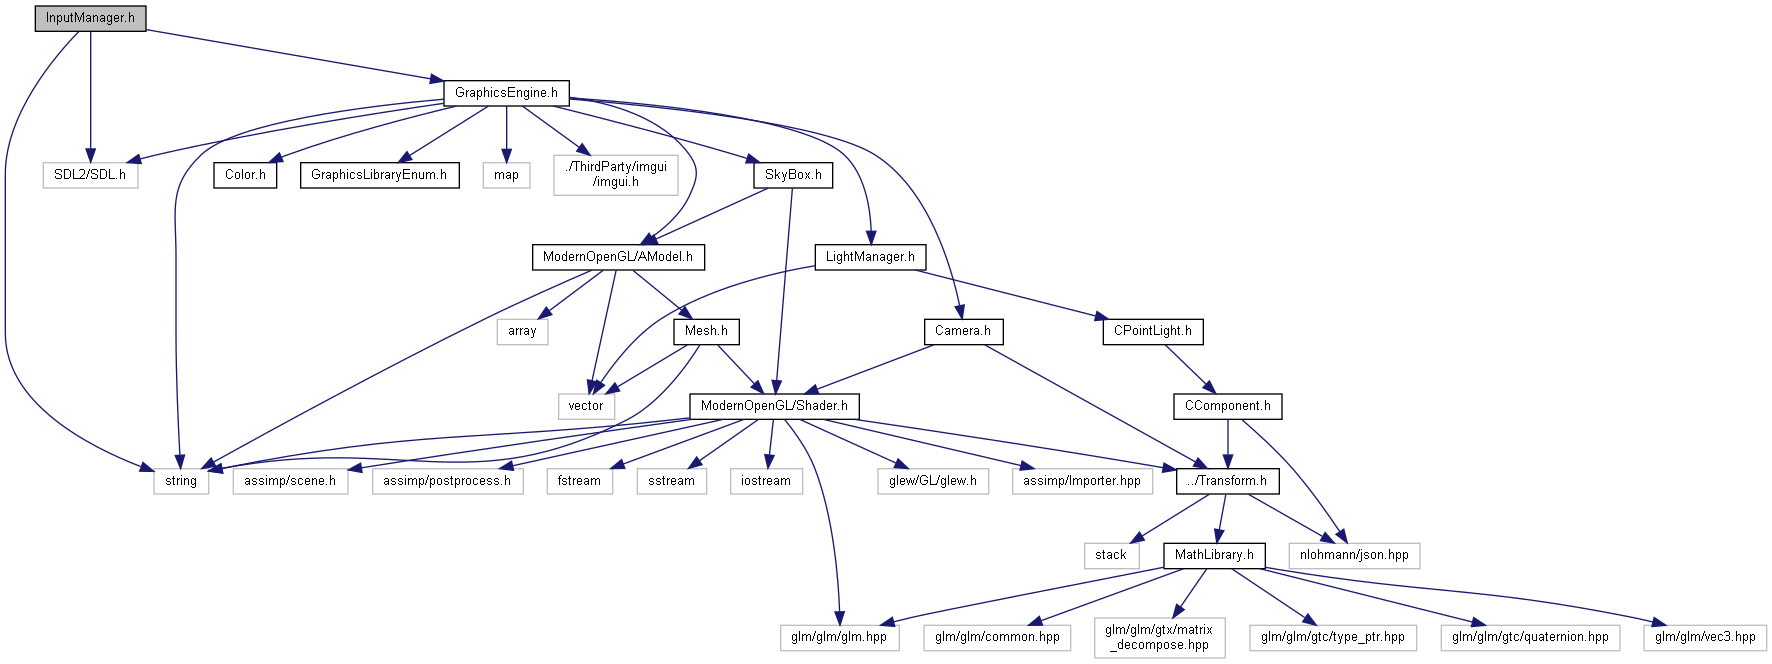 InputManager.h
GraphicsEngine.h
SDL2/SDL.h
Color.h
GraphicsLibraryEnum.h
map
./ThirdParty/imgui
/imgui.h
SkyBox.h
ModernOpenGL/AModel.h
LightManager.h
array
Mesh.h
Camera.h
CPointLight.h
vector
ModernOpenGL/Shader.h
CComponent.h
string
assimp/scene.h
assimp/postprocess.h
fstream
sstream
iostream
glew/GL/glew.h
assimp/Importer.hpp
../Transform.h
stack
MathLibrary.h
nlohmann/json.hpp
glm/glm/glm.hpp
glm/glm/common.hpp
glm/glm/gtx/matrix
_decompose.hpp
glm/glm/gtc/type_ptr.hpp
glm/glm/gtc/quaternion.hpp
glm/glm/vec3.hpp